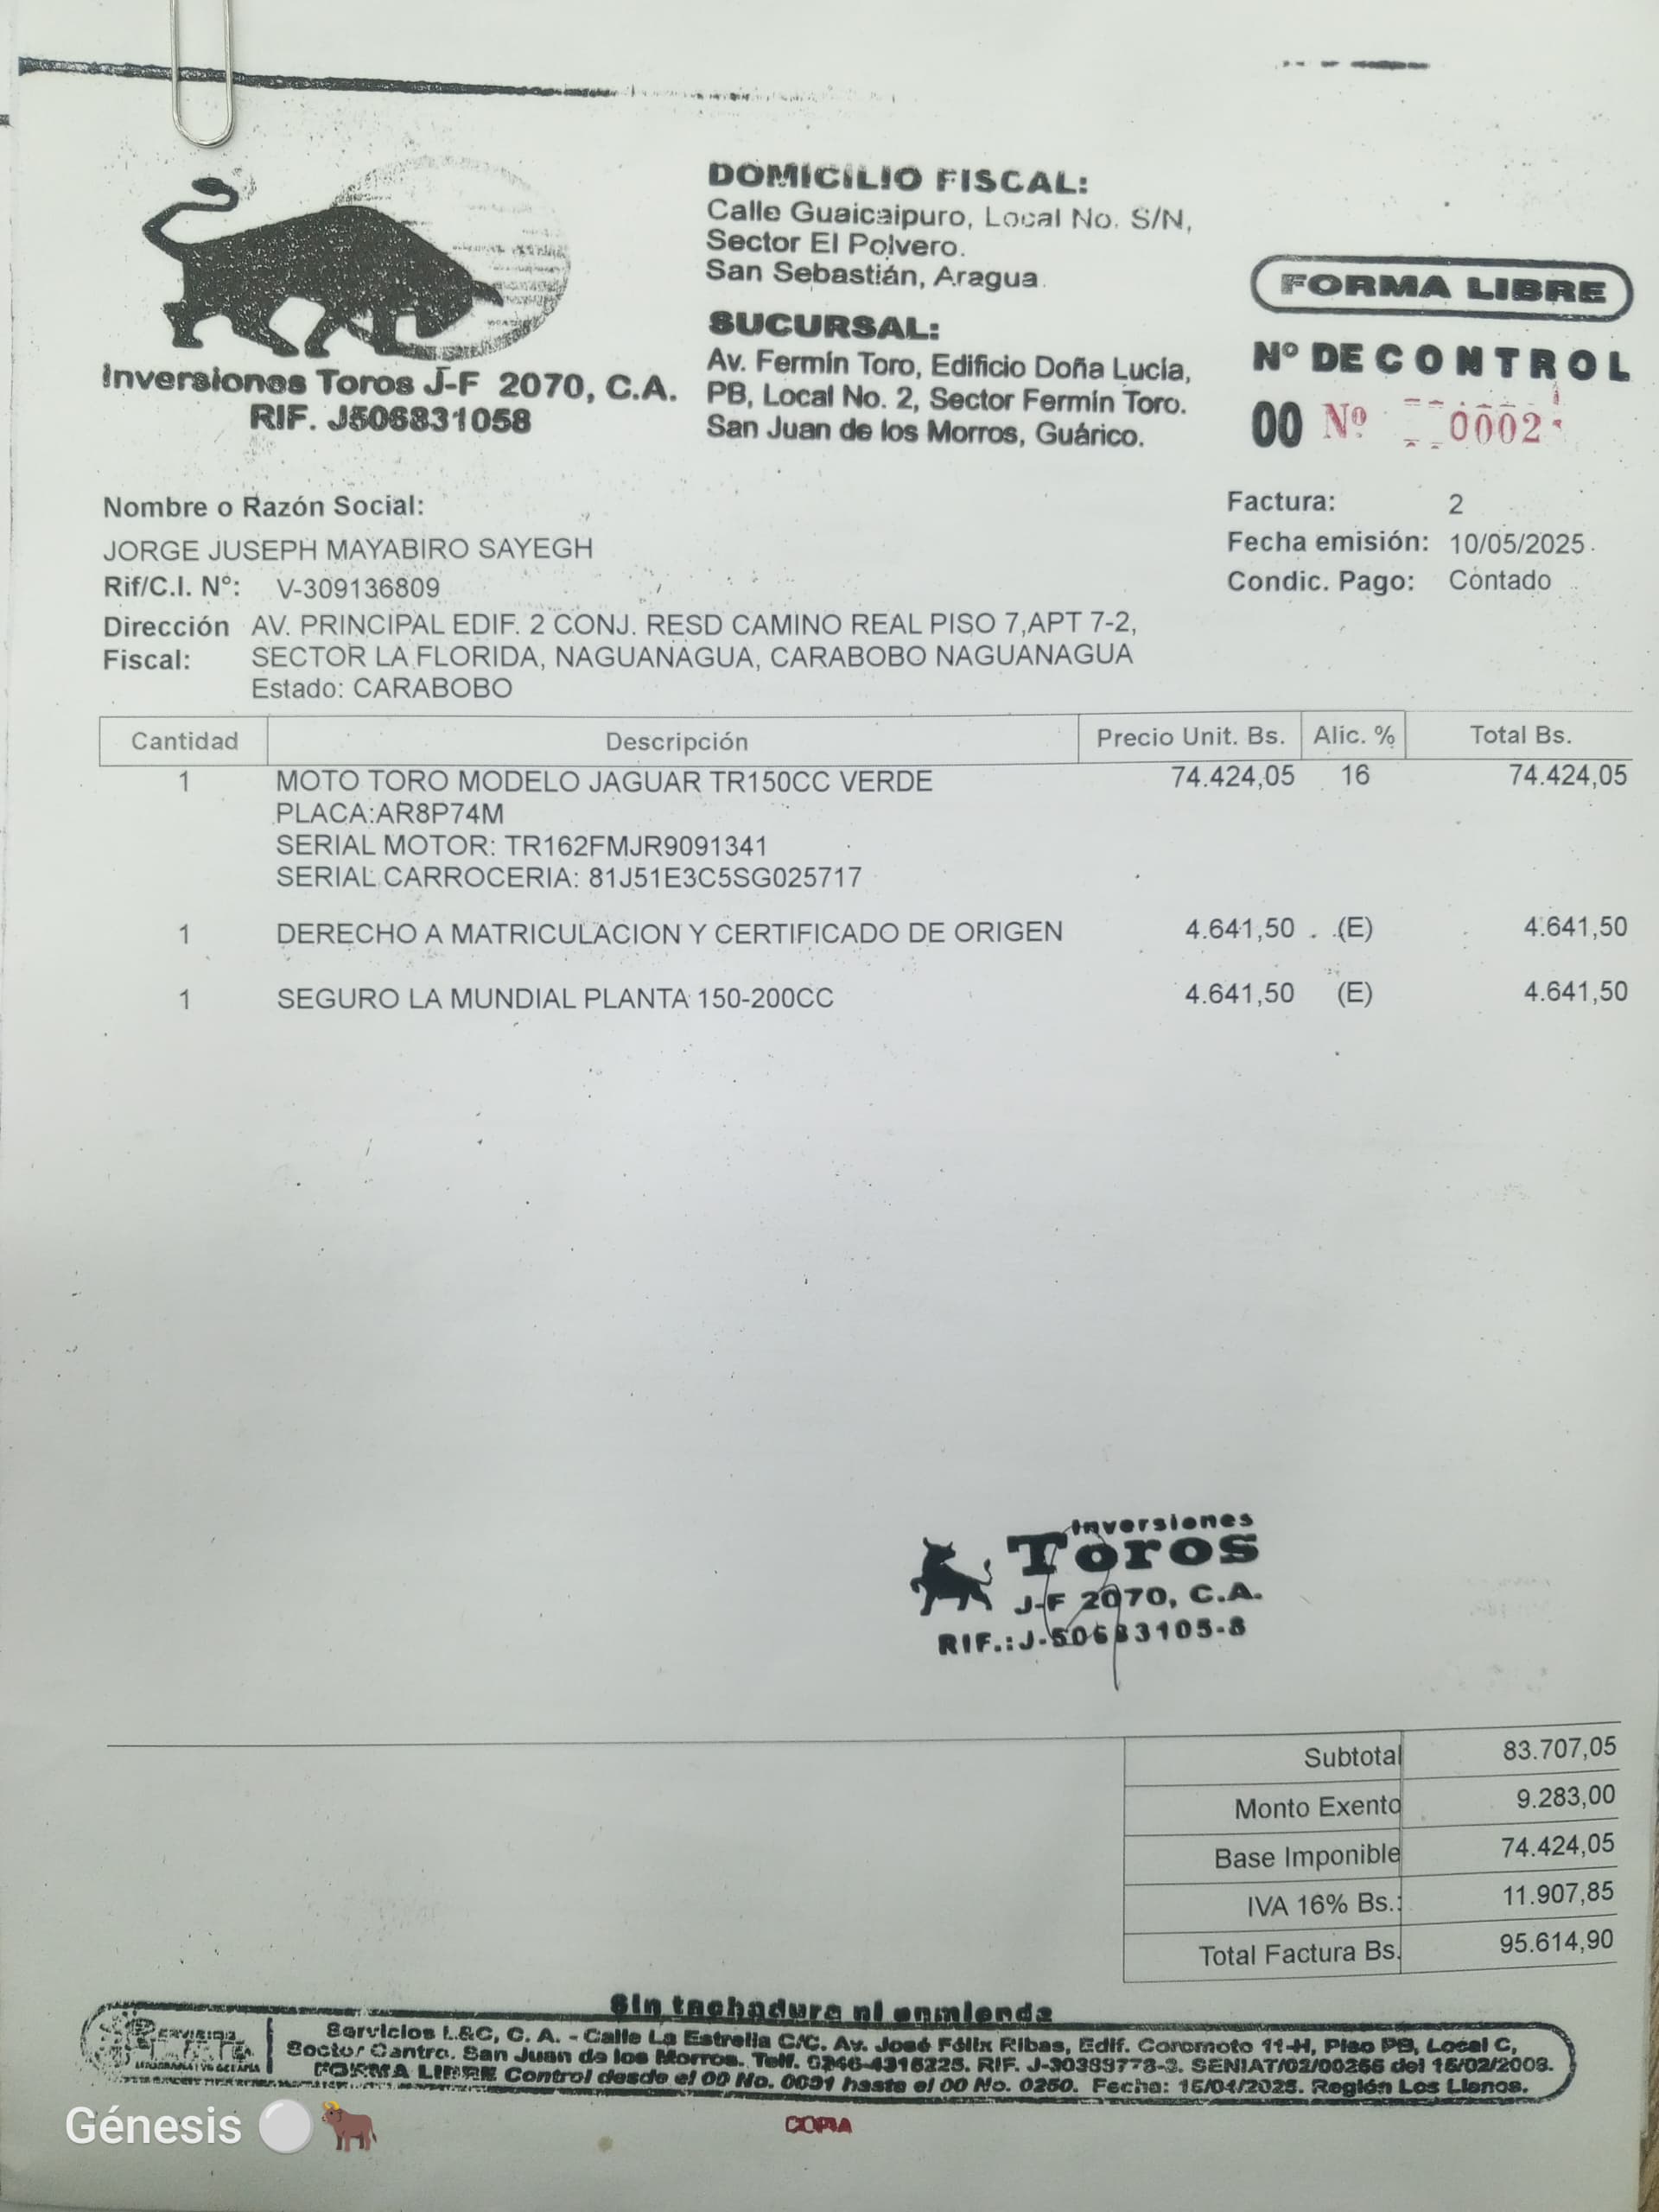 DOMICILIO FISCAL:
Calle Guaicaipuro, Local No. S/N,
Sector El Polvero.
San Sebastián, Aragua.
SUCURSAL:
Av. Fermín Toro, Edificio Doña Lucía,
PB, Local No. 2, Sector Fermín Toro.
San Juan de los Morros, Guárico.
Inversiones Toros J-F 2070, C.A.
RIF. J506831058
FORMA LIBRE
Nº DE CONTROL
00 Nº 0002
Nombre o Razón Social:
JORGE JUSEPH MAYABIRO SAYEGH
Rif/C.I. Nº: V-309136809
Dirección Fiscal: AV. PRINCIPAL EDIF. 2 CONJ. RESD CAMINO REAL PISO 7,APT 7-2,
SECTOR LA FLORIDA, NAGUANAGUA, CARABOBO NAGUANAGUA
Estado: CARABOBO
Factura: 2
Fecha emisión: 10/05/2025
Condic. Pago: Contado
Cantidad Descripción Precio Unit. Bs. Alic. % Total Bs.
1 MOTO TORO MODELO JAGUAR TR150CC VERDE 74.424,05 16 74.424,05
PLACA:AR8P74M
SERIAL MOTOR: TR162FMJR9091341
SERIAL CARROCERIA: 81J51E3C5SG025717
1 DERECHO A MATRICULACION Y CERTIFICADO DE ORIGEN 4.641,50 (E) 4.641,50
1 SEGURO LA MUNDIAL PLANTA 150-200CC 4.641,50 (E) 4.641,50
Inversiones
Toros
J-F 2070, C.A.
RIF.:J-50683105-8
Subtotal 83.707,05
Monto Exento 9.283,00
Base Imponible 74.424,05
IVA 16% Bs.: 11.907,85
Total Factura Bs. 95.614,90
Sin tachadura ni enmienda
Servicios L&C, C. A. - Calle La Estrella C/C. Av. José Félix Ribas, Edif. Coromoto 11-H, Piso PB, Local C,
Sector Centro. San Juan de los Morros. Telf. 0246-4315225. RIF. J-30399778-3. SENIAT/02/00256 del 15/02/2008.
FORMA LIBRE Control desde el 00 No. 0001 hasta el 00 No. 0250. Fecha: 15/04/2025. Región Los Llanos.
COPIA
Génesis